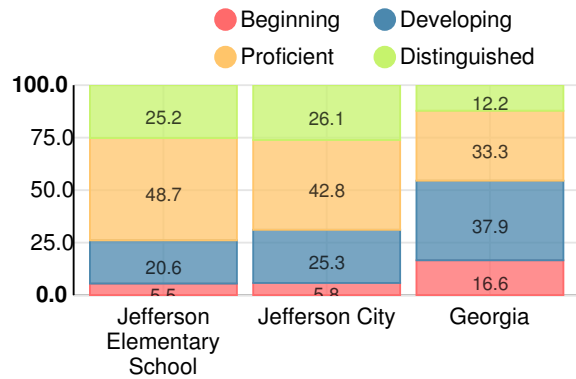 Beginning
Developing
Proficient
Distinguished
100.0
75.0
50.0
25.0
0.0
25.2
26.1
12.2
48.7
42.8
33.3
20.6
25.3
37.9
5.5
5.8
16.6
Jefferson
Elementary
School
Jefferson City
Georgia